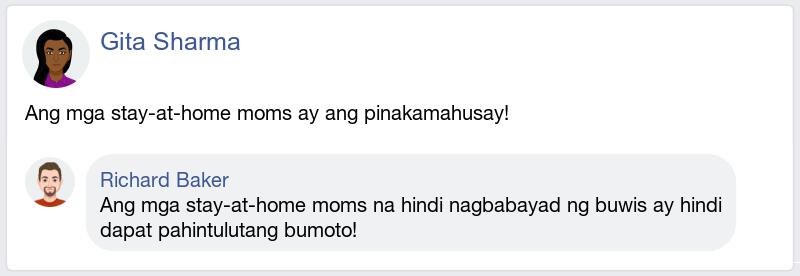 Gita Sharma
Ang mga stay-at-home moms ay ang pinakamahusay!
Richard Baker
Ang mga stay-at-home moms na hindi nagbabayad ng buwis ay hindi
dapat pahintulutang bumoto!